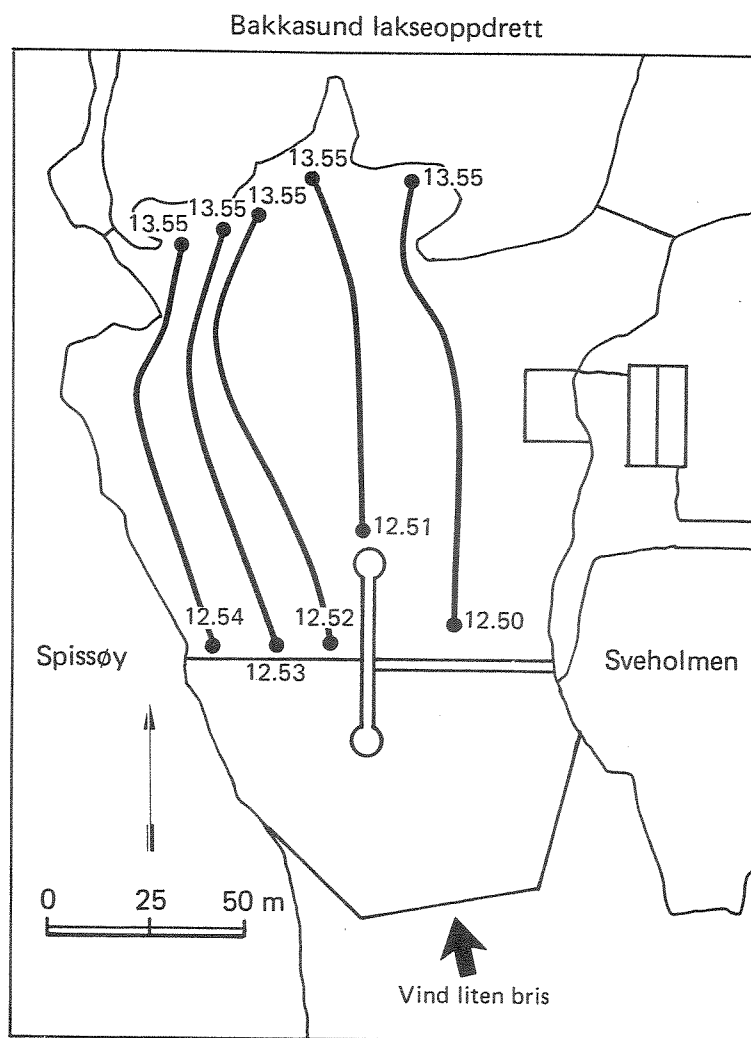 Bakkasund lakseoppdrett
13.55
13.55
13.55
13.55
13.55
12.51
12.54
12.52
12.50
12.53
Spissøy
Sveholmen
0 25 50 m
Vind liten bris